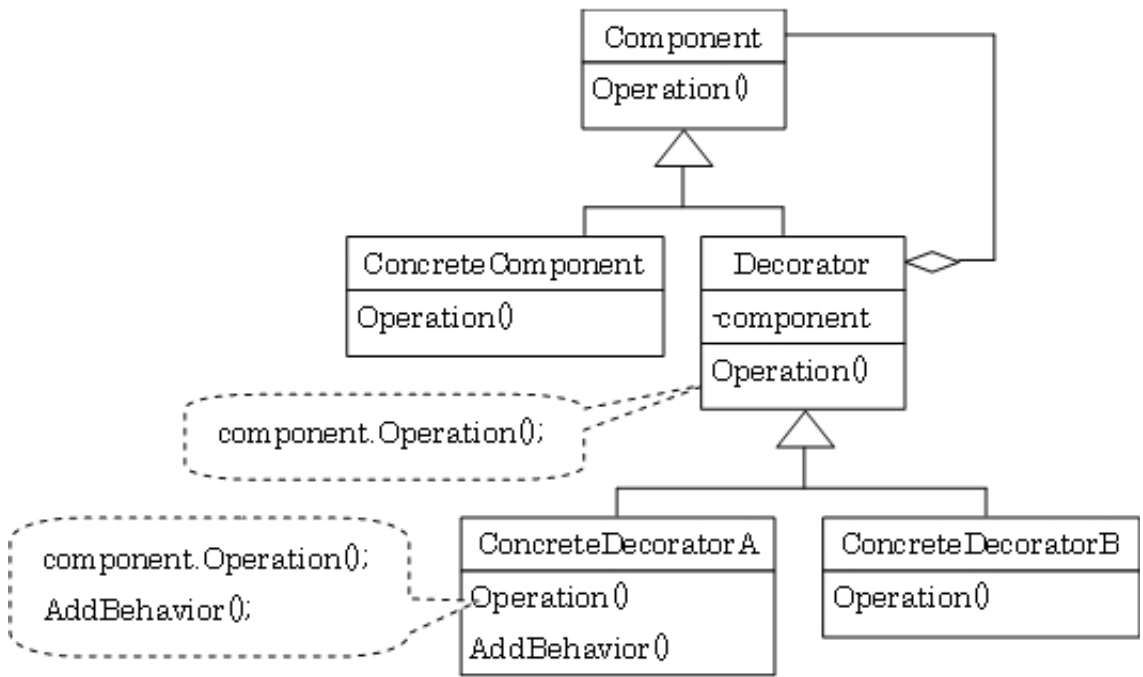 Component
Operation()
ConcreteComponent
Operation()
Decorator
-component
Operation()
component.Operation();
component.Operation();
AddBehavior();
ConcreteDecoratorA
Operation()
AddBehavior()
ConcreteDecoratorB
Operation()